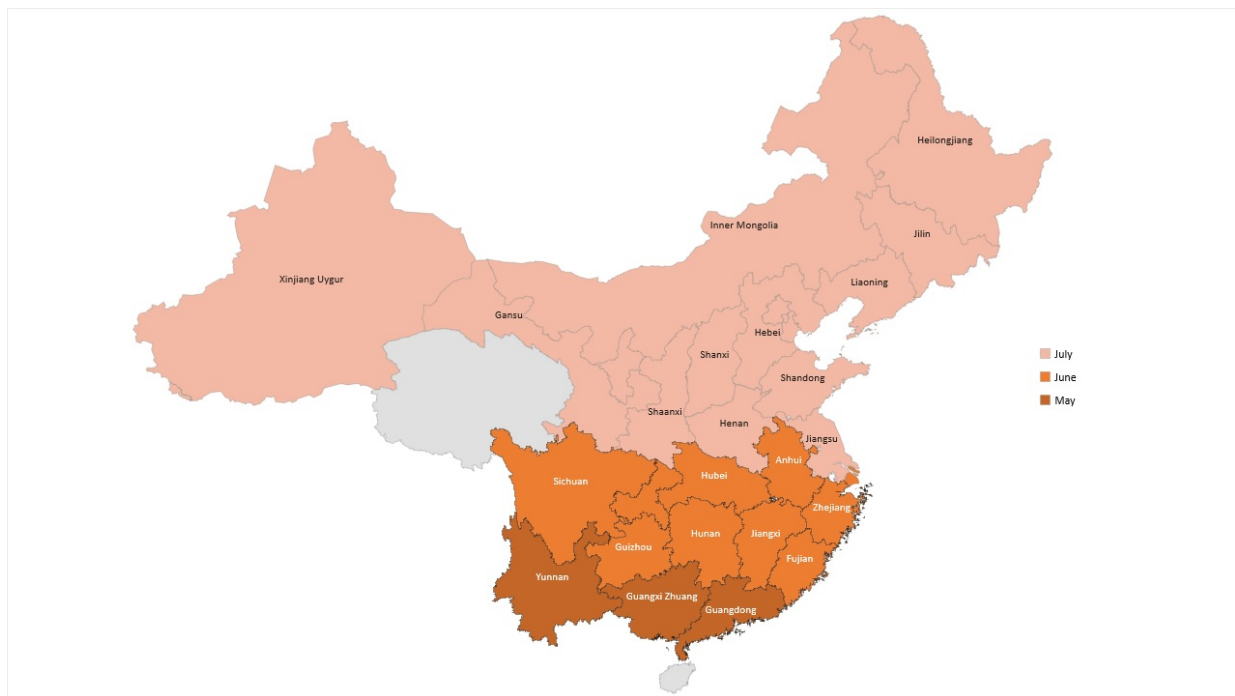 Heilongjiang
Inner Mongolia
Jilin
Xinjiang Uygur
Liaoning
Gansu
Hebei
Shanxi
Shandong
Shaanxi
Henan
Jiangsu
Anhui
Sichuan
Hubei
Zhejiang
Hunan
Jiangxi
Guizhou
Fujian
Yunnan
Guangxi Zhuang
Guangdong
July
June
May